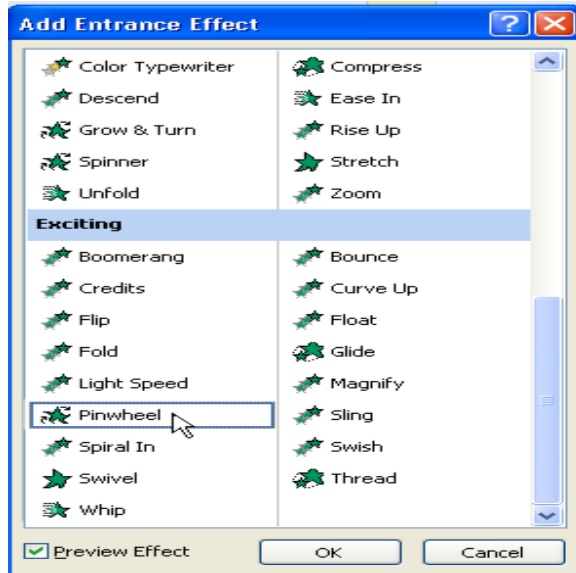 Add Entrance Effect
Color Typewriter Compress
Descend Ease In
Grow & Turn Rise Up
Spinner Stretch
Unfold Zoom
Exciting
Boomerang Bounce
Credits Curve Up
Flip Float
Fold Glide
Light Speed Magnify
Pinwheel Sling
Spiral In Swish
Swivel Thread
Whip
Preview Effect OK Cancel